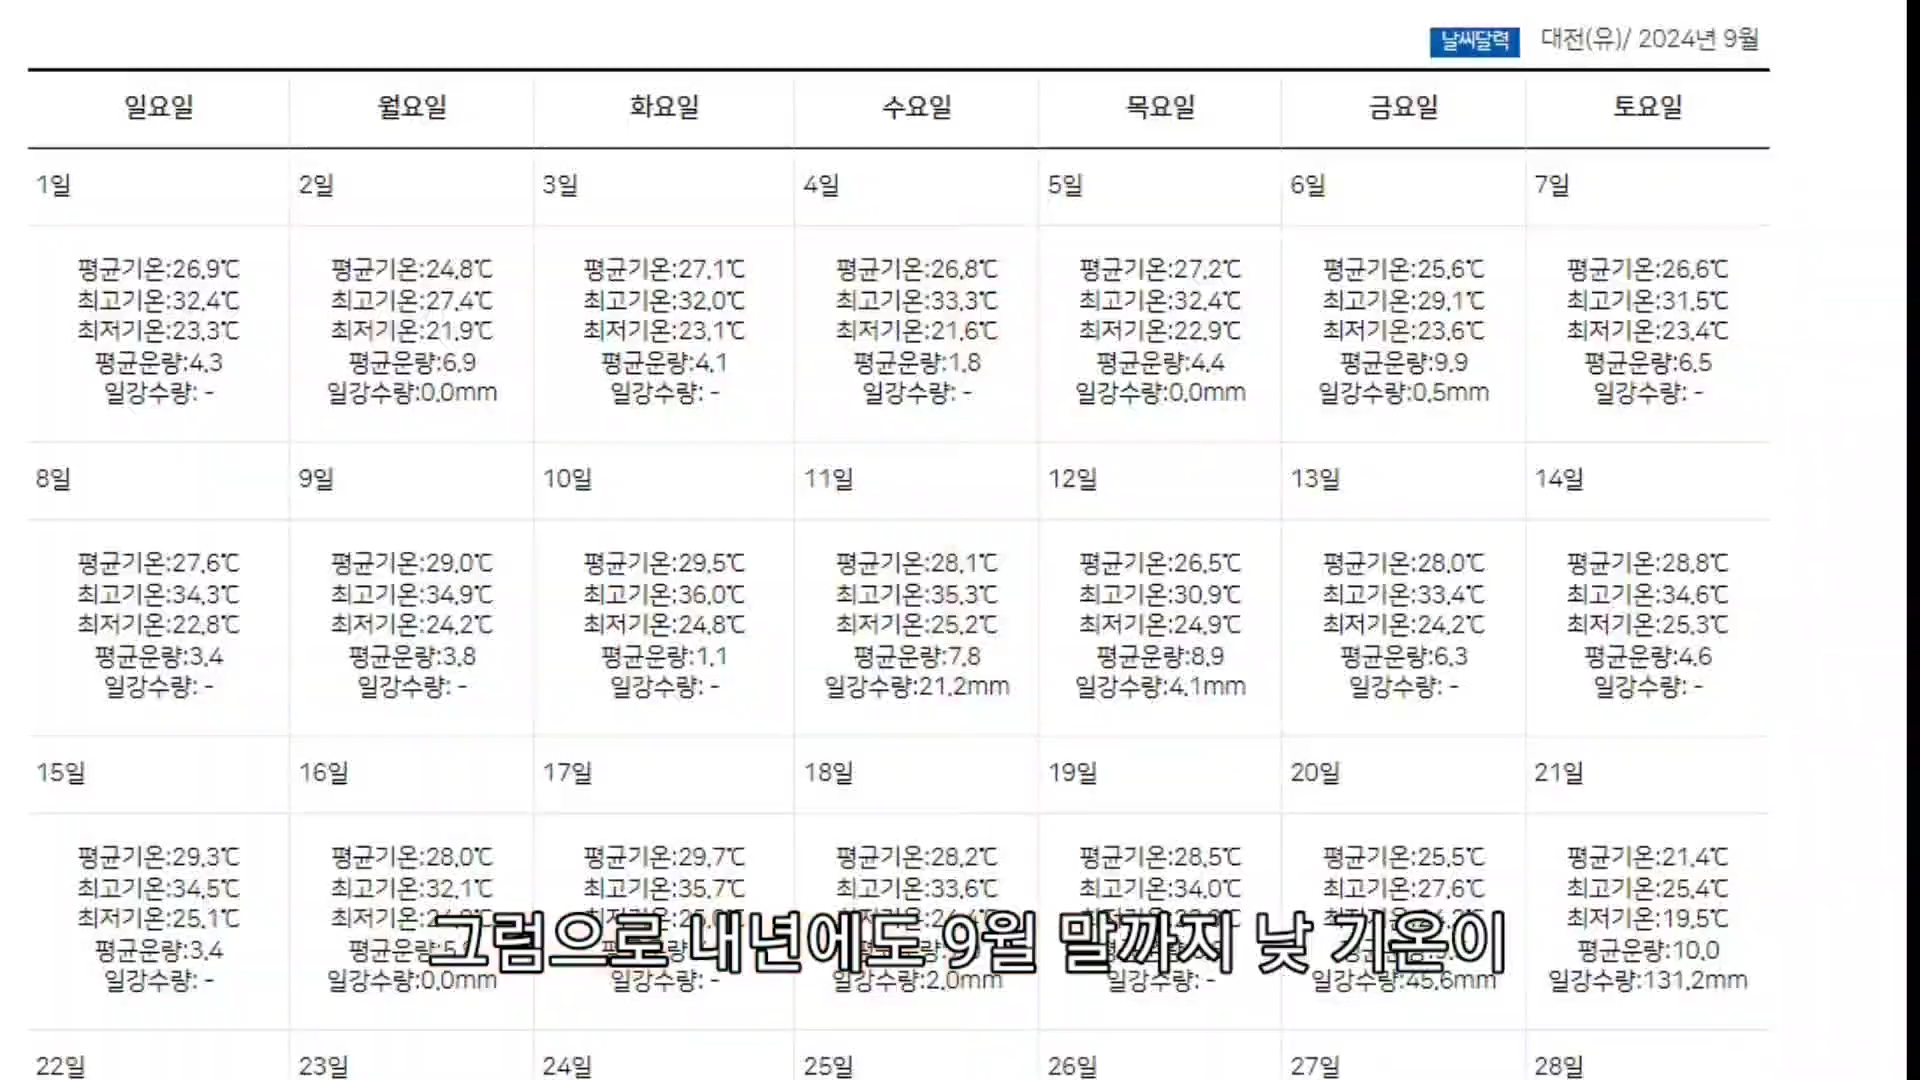 날씨달력 대전(유)/ 2024년 9월
일요일 월요일 화요일 수요일 목요일 금요일 토요일
1일 2일 3일 4일 5일 6일 7일
평균기온:26.9℃ 평균기온:24.8℃ 평균기온:27.1℃ 평균기온:26.8℃ 평균기온:27.2℃ 평균기온:25.6℃ 평균기온:26.6℃
최고기온:32.4℃ 최고기온:27.4℃ 최고기온:32.0℃ 최고기온:33.3℃ 최고기온:32.4℃ 최고기온:29.1℃ 최고기온:31.5℃
최저기온:23.3℃ 최저기온:21.9℃ 최저기온:23.1℃ 최저기온:21.6℃ 최저기온:22.9℃ 최저기온:23.6℃ 최저기온:23.4℃
평균운량:4.3 평균운량:6.9 평균운량:4.1 평균운량:1.8 평균운량:4.4 평균운량:9.9 평균운량:6.5
일강수량: - 일강수량:0.0mm 일강수량: - 일강수량: - 일강수량:0.0mm 일강수량:0.5mm 일강수량: -
8일 9일 10일 11일 12일 13일 14일
평균기온:27.6℃ 평균기온:29.0℃ 평균기온:29.5℃ 평균기온:28.1℃ 평균기온:26.5℃ 평균기온:28.0℃ 평균기온:28.8℃
최고기온:34.3℃ 최고기온:34.9℃ 최고기온:36.0℃ 최고기온:35.3℃ 최고기온:30.9℃ 최고기온:33.4℃ 최고기온:34.6℃
최저기온:22.8℃ 최저기온:24.2℃ 최저기온:24.8℃ 최저기온:25.2℃ 최저기온:24.9℃ 최저기온:24.2℃ 최저기온:25.3℃
평균운량:3.4 평균운량:3.8 평균운량:1.1 평균운량:7.8 평균운량:8.9 평균운량:6.3 평균운량:4.6
일강수량: - 일강수량: - 일강수량: - 일강수량:21.2mm 일강수량:4.1mm 일강수량: - 일강수량: -
15일 16일 17일 18일 19일 20일 21일
평균기온:29.3℃ 평균기온:28.0℃ 평균기온:29.7℃ 평균기온:28.2℃ 평균기온:28.5℃ 평균기온:25.5℃ 평균기온:21.4℃
최고기온:34.5℃ 최고기온:32.1℃ 최고기온:35.7℃ 최고기온:33.6℃ 최고기온:34.0℃ 최고기온:27.6℃ 최고기온:25.4℃
최저기온:25.1℃ 최저기온:19.5℃
평균운량:3.4 평균운량:10.0
일강수량: - 일강수량:0.0mm 일강수량: - 일강수량:2.0mm 일강수량: - 일강수량:45.6mm 일강수량:131.2mm
그럼으로 내년에도 9월 말까지 낮 기온이
22일 23일 24일 25일 26일 27일 28일